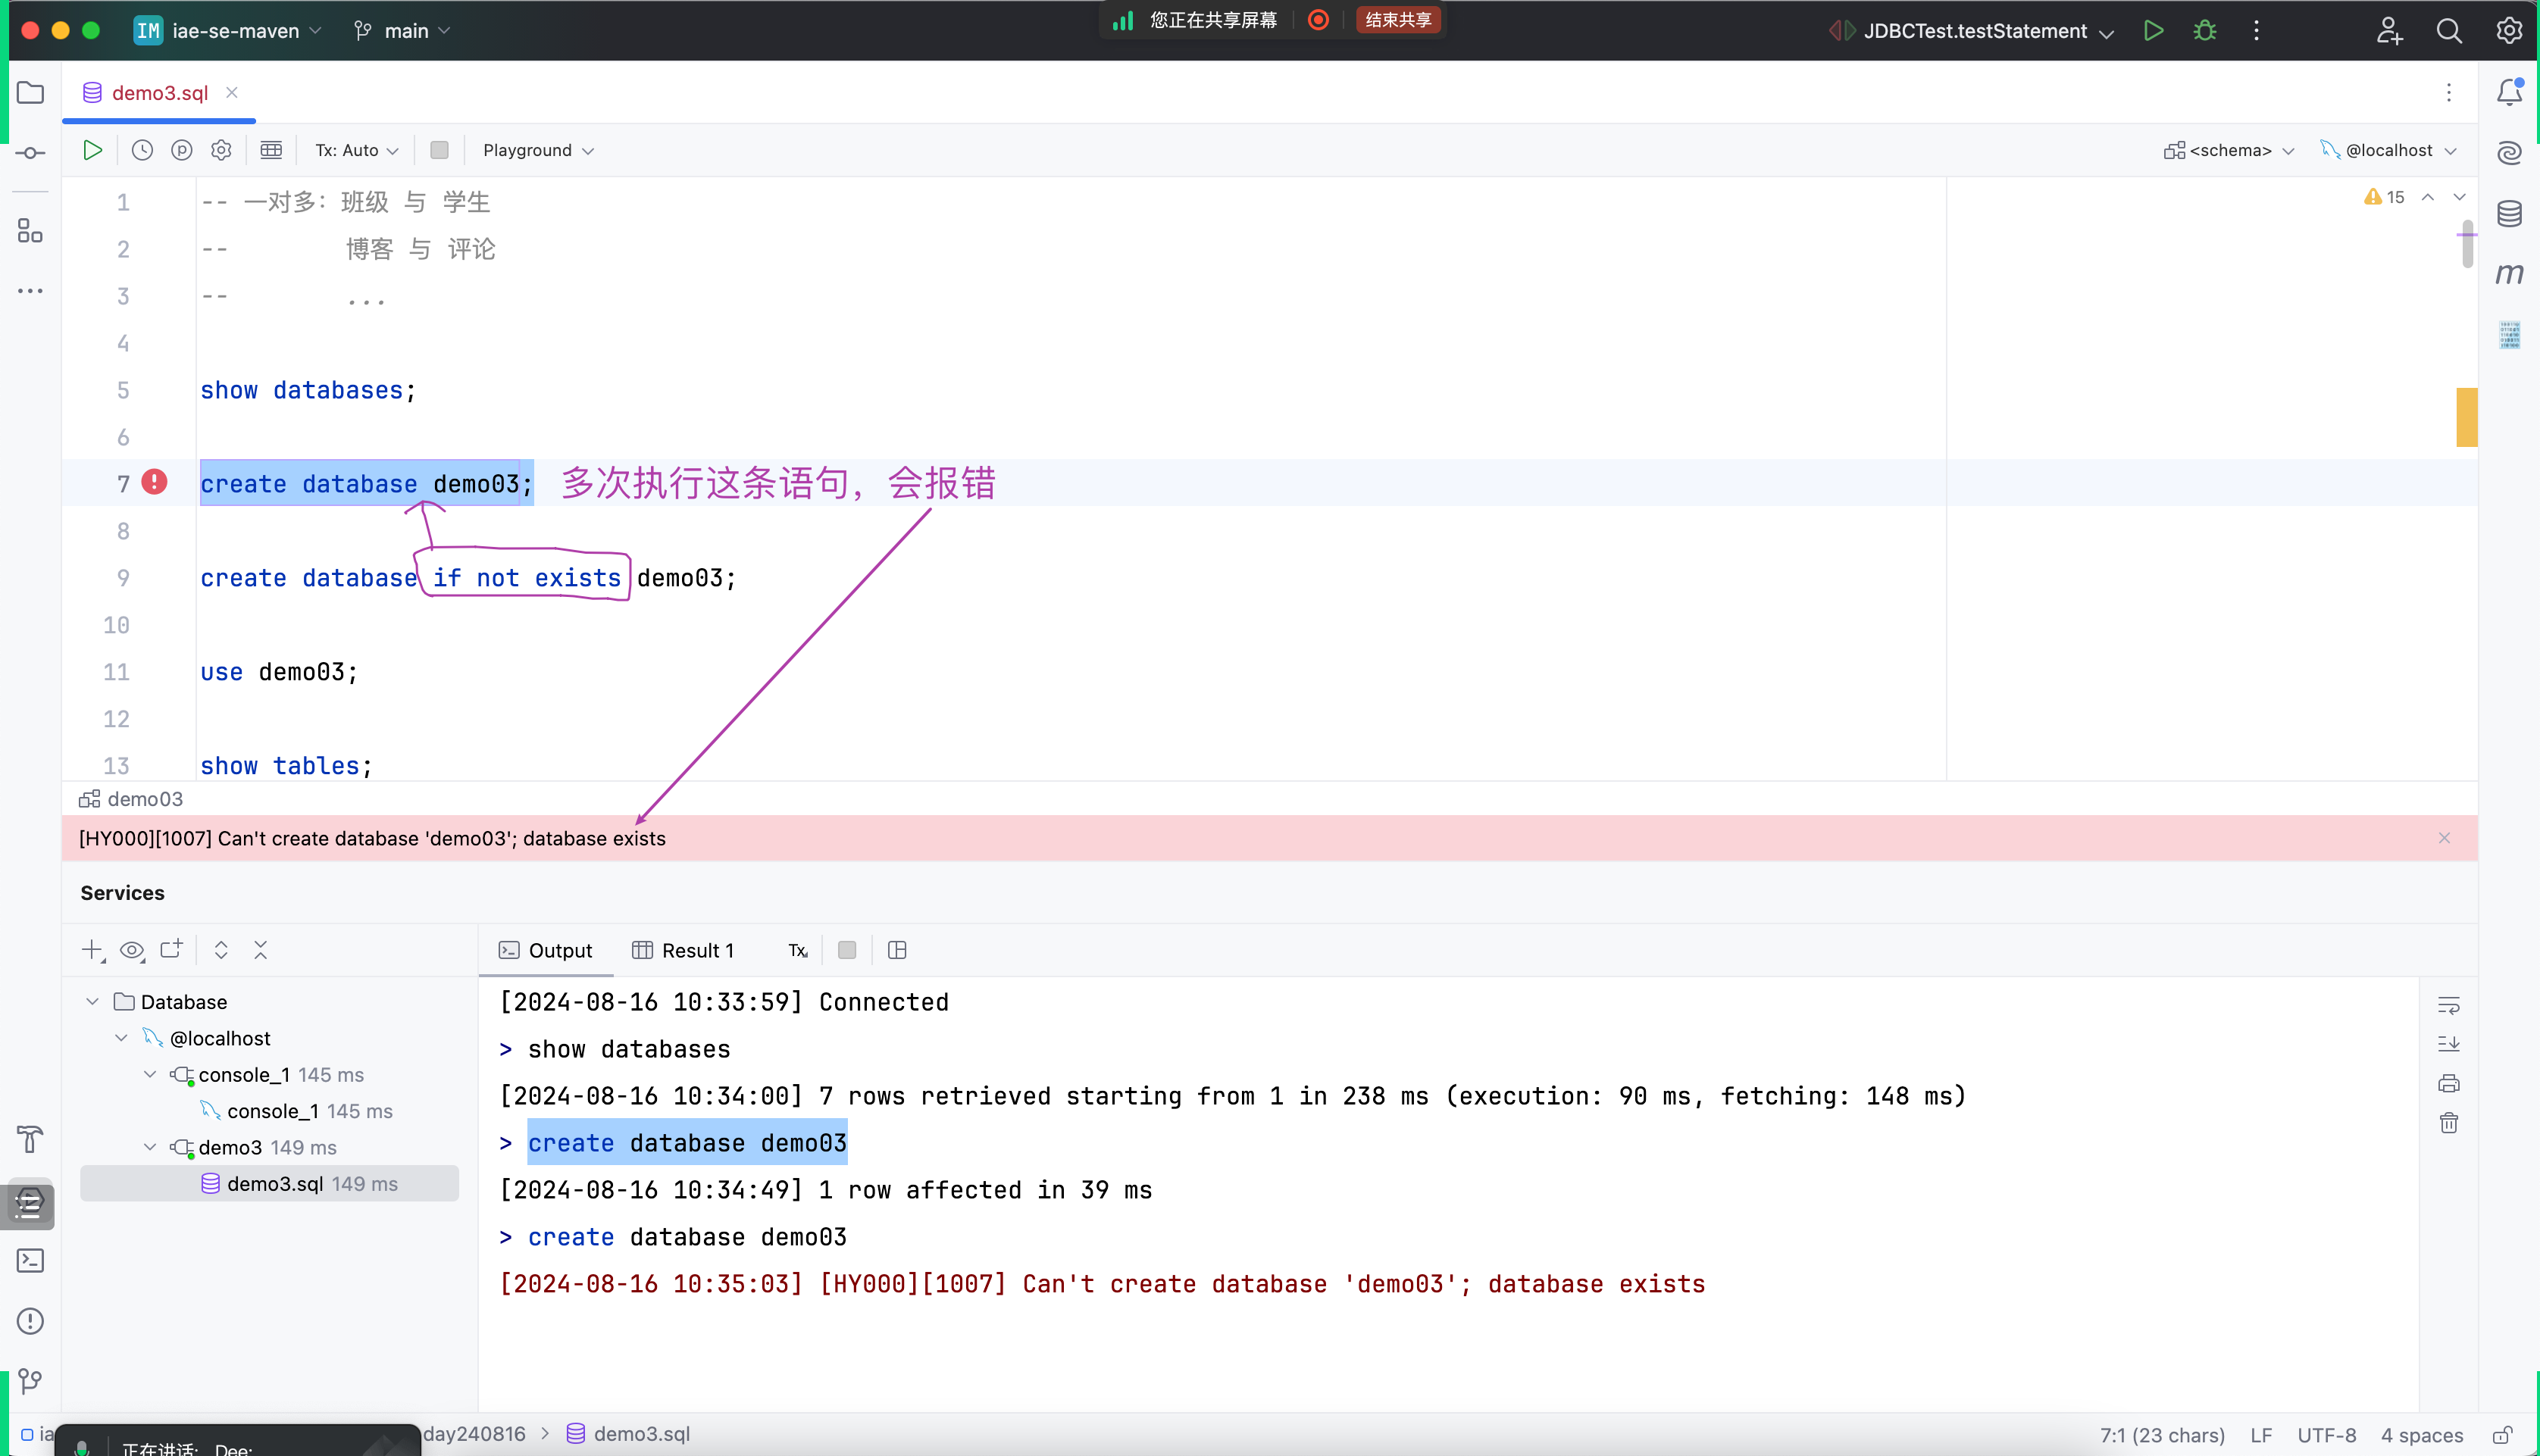 IM iae-se-maven main 您正在共享屏幕 结束共享 JDBCTest.testStatement
demo3.sql
Tx: Auto Playground <schema> @localhost
1 -- 一对多：班级 与 学生 15
2 -- 博客 与 评论
3 -- ...
4
5 show databases;
6
7 create database demo03; 多次执行这条语句，会报错
8
9 create database if not exists demo03;
10
11 use demo03;
12
13 show tables;
demo03
[HY000][1007] Can't create database 'demo03'; database exists
Services
Output Result 1 Tx
Database
@localhost
console_1 145 ms
console_1 145 ms
demo3 149 ms
demo3.sql 149 ms
[2024-08-16 10:33:59] Connected
> show databases
[2024-08-16 10:34:00] 7 rows retrieved starting from 1 in 238 ms (execution: 90 ms, fetching: 148 ms)
> create database demo03
[2024-08-16 10:34:49] 1 row affected in 39 ms
> create database demo03
[2024-08-16 10:35:03] [HY000][1007] Can't create database 'demo03'; database exists
ia day240816 > demo3.sql 7:1 (23 chars) LF UTF-8 4 spaces
正在讲话: Dee;